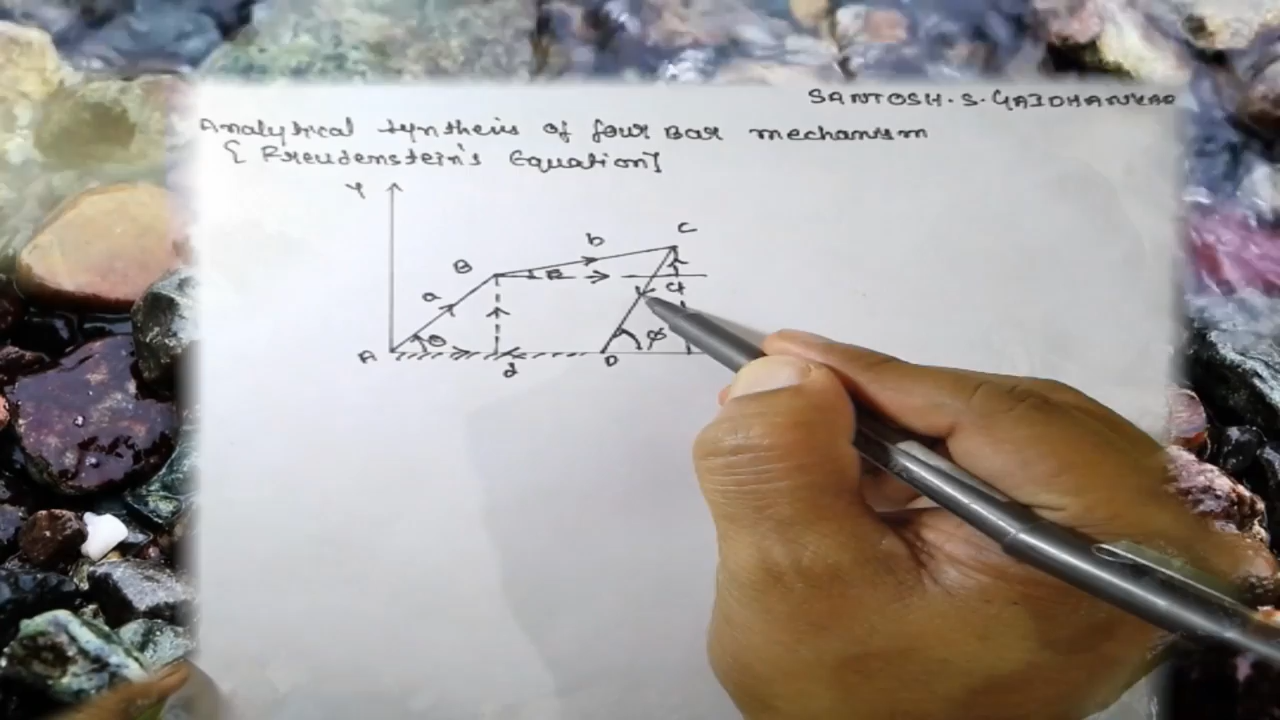 SANTOSH.S.GAIDHANKAR
Analytical synthesis of four Bar mechanism
{ Freudenstein's Equation}
Y
C
b
B
β
a
c
θ
φ
A
D
d